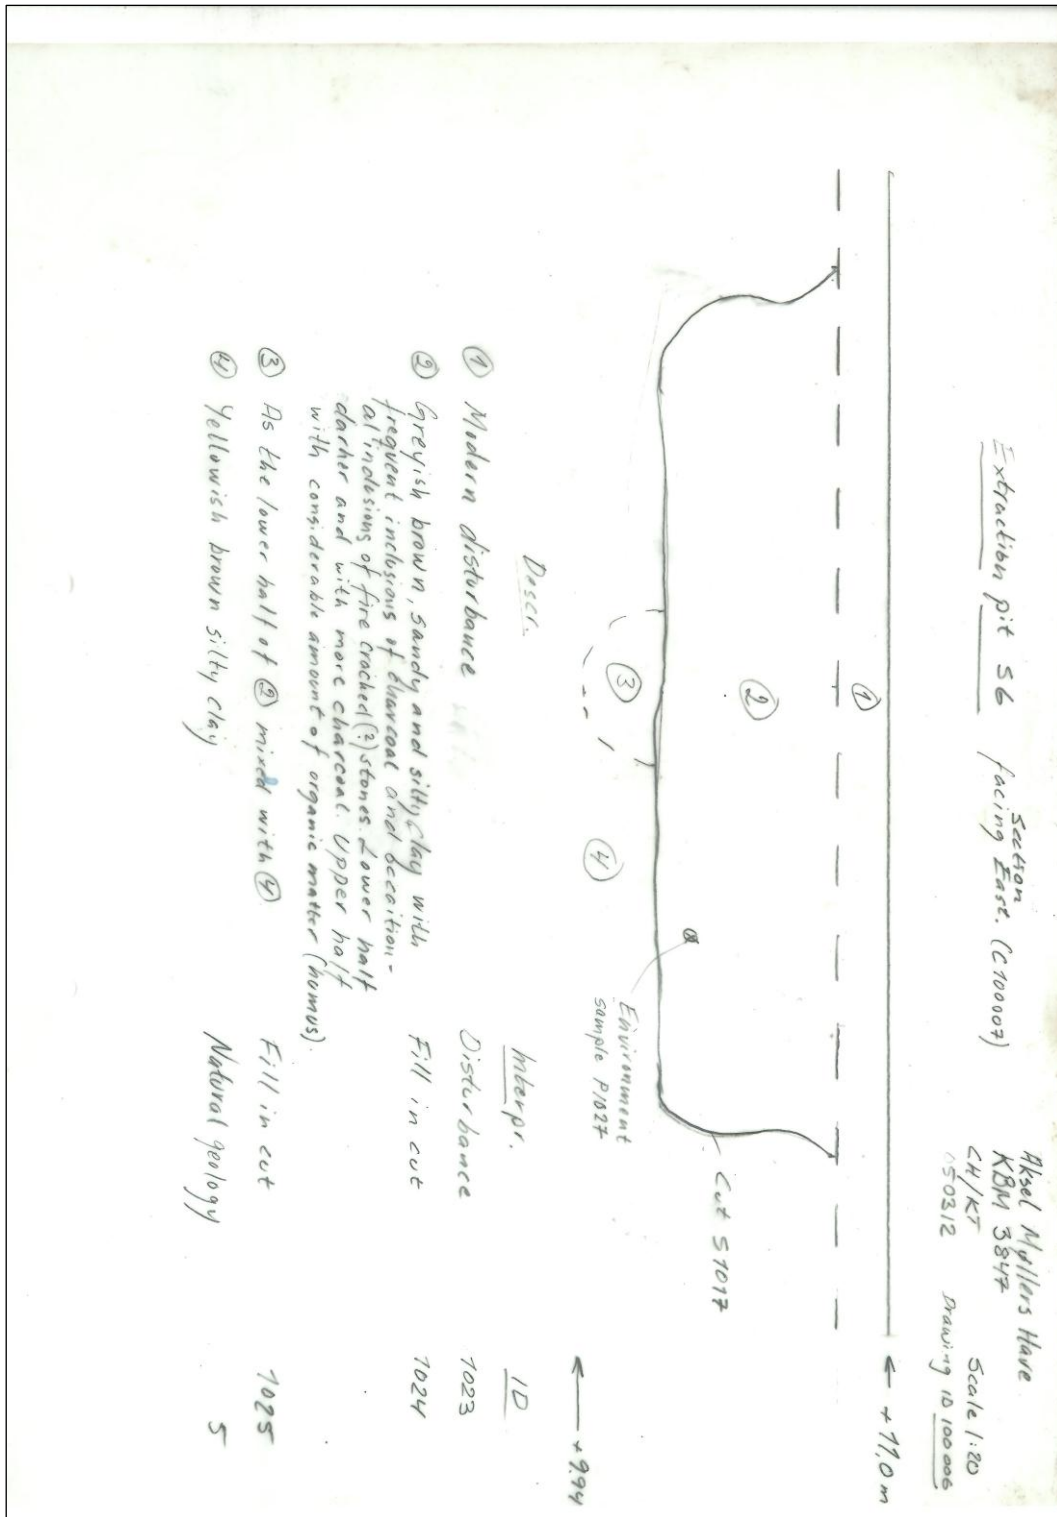 Aksel Møllers Have
KBM 3847
CH/KT Scale 1:20
050312 Drawing ID 100006
Extraction pit S6 Section facing East. (C100007)
← +11,0 m
①
②
③
④
Cut S1017
Environment
sample P1027
← +9.94
Descr. Interpr. ID
① Modern disturbance Disturbance 1023
② Greyish brown, sandy and silty clay with Fill in cut 1024
frequent inclusions of charcoal and occaition-
al inclusions of fire cracked(?) stones. Lower half
darker and with more charcoal. Upper half
with considerable amount of organic matter (humus).
③ As the lower half of ② mixed with ④ Fill in cut 1025
④ Yellowish brown silty clay Natural geology 5